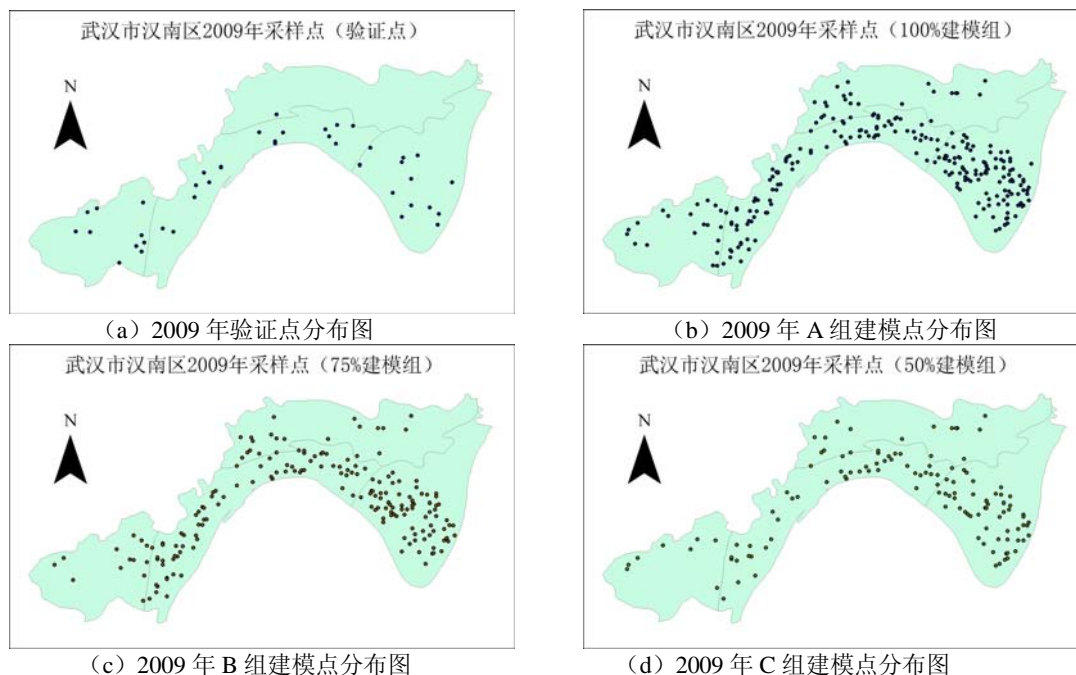 武汉市汉南区2009年采样点（验证点）
N
（a）2009 年验证点分布图
武汉市汉南区2009年采样点（100%建模组）
N
（b）2009 年 A 组建模点分布图
武汉市汉南区2009年采样点（75%建模组）
N
（c）2009 年 B 组建模点分布图
武汉市汉南区2009年采样点（50%建模组）
N
（d）2009 年 C 组建模点分布图